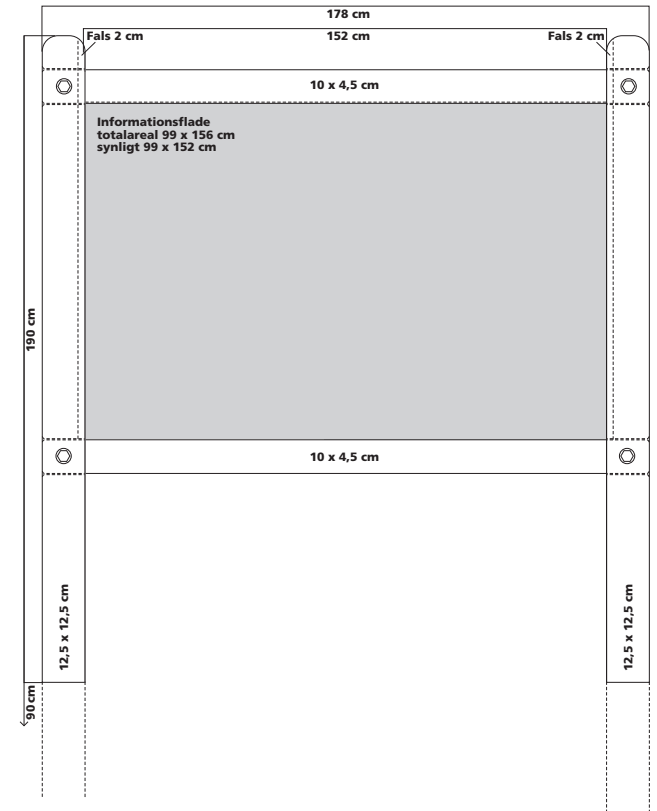 178 cm
Fals 2 cm
152 cm
Fals 2 cm
10 x 4,5 cm
Informationsflade
totalareal 99 x 156 cm
synligt 99 x 152 cm
190 cm
10 x 4,5 cm
12,5 x 12,5 cm
12,5 x 12,5 cm
90 cm